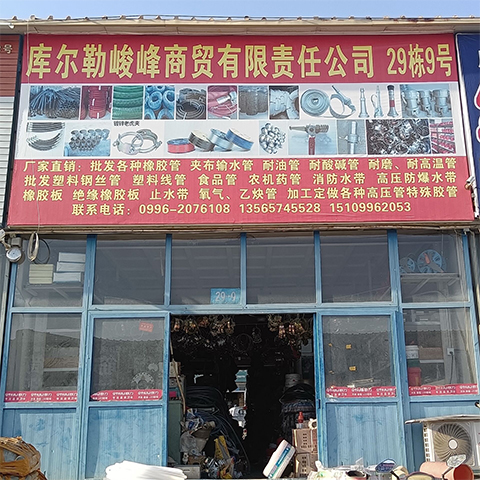 库尔勒峻峰商贸有限责任公司 29栋9号
镀锌老虎夹
厂家直销：批发各种橡胶管 夹布输水管 耐油管 耐酸碱管 耐磨、耐高温管
批发塑料钢丝管 塑料线管 食品管 农机药管 消防水带 高压防爆水带
橡胶板 绝缘橡胶板 止水带 氧气、乙炔管 加工定做各种高压管特殊胶管
联系电话：0996-2076108 13565745528 15109962053
29-9